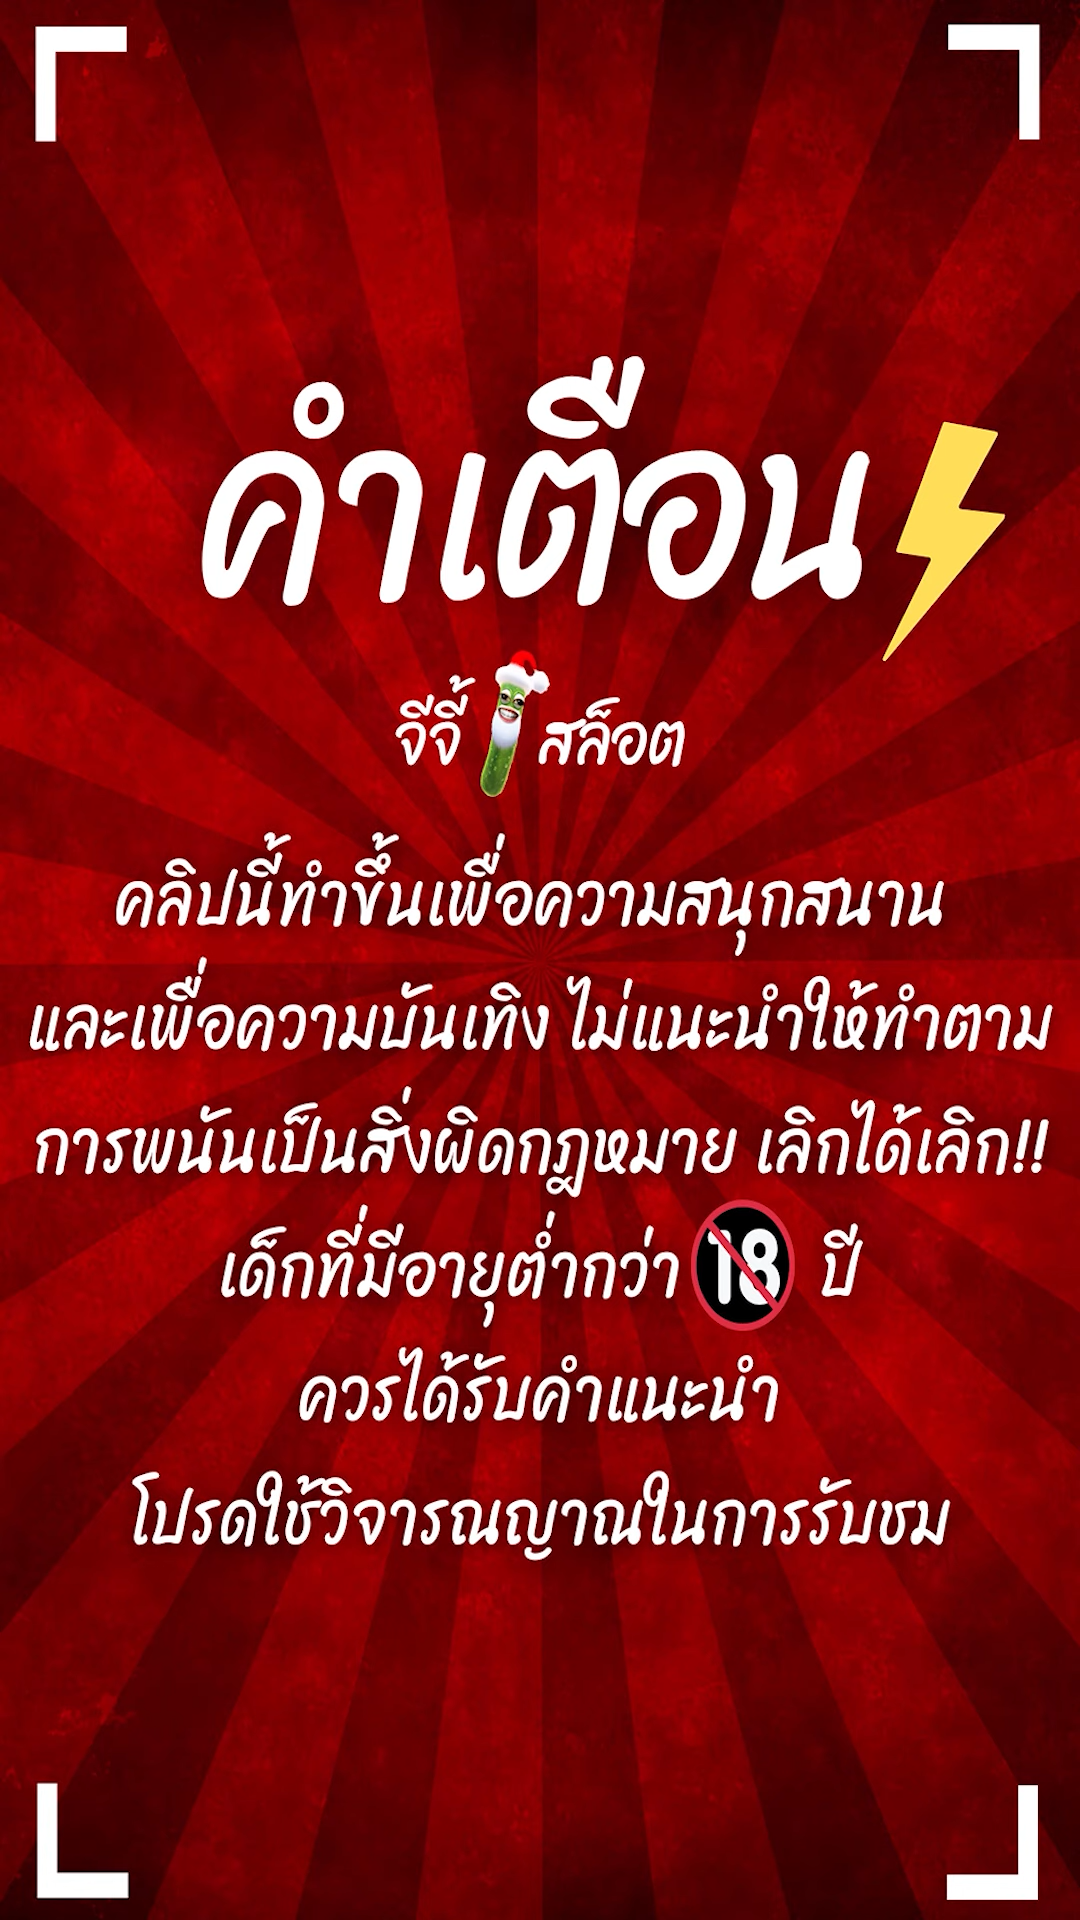 คำเตือน
จีจี้ สล็อต
คลิปนี้ทำขึ้นเพื่อความสนุกสนาน
และเพื่อความบันเทิง ไม่แนะนำให้ทำตาม
การพนันเป็นสิ่งผิดกฎหมาย เลิกได้เลิก!!
เด็กที่มีอายุต่ำกว่า 18 ปี
ควรได้รับคำแนะนำ
โปรดใช้วิจารณญาณในการรับชม